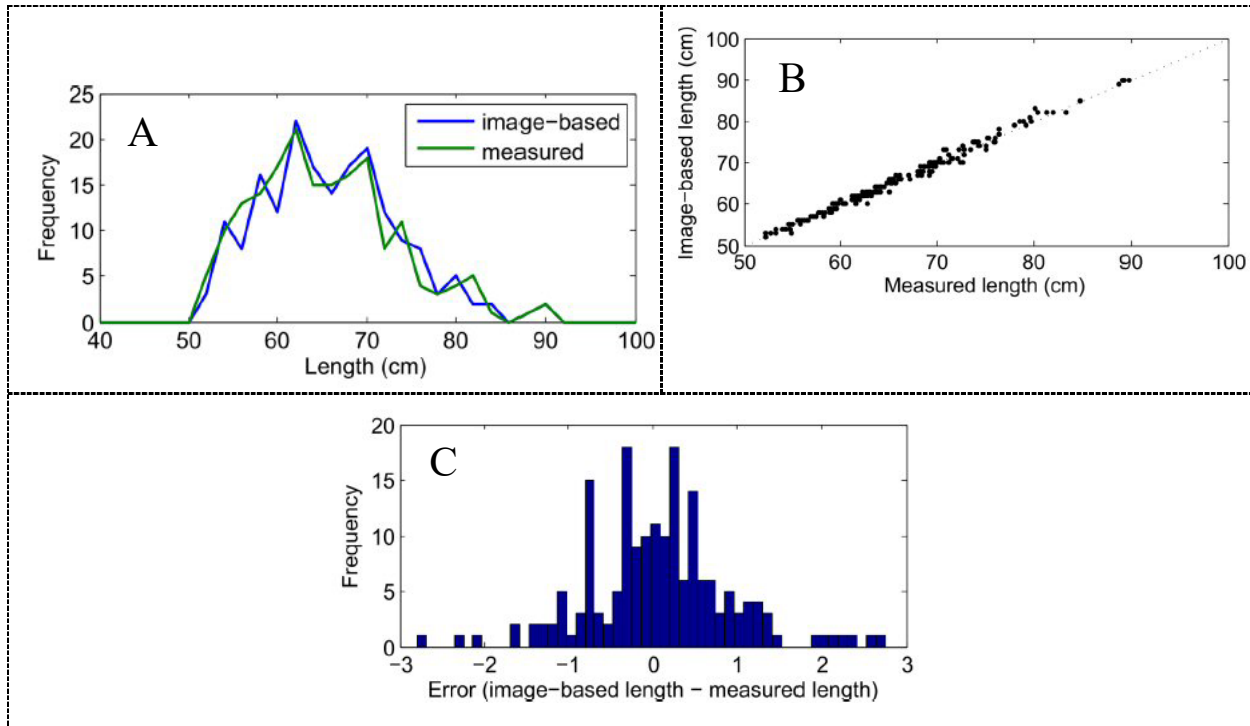 A
image-based
measured
25
20
15
10
5
0
Frequency
40 50 60 70 80 90 100
Length (cm)
B
100
90
80
70
60
50
Image-based length (cm)
50 60 70 80 90 100
Measured length (cm)
C
20
15
10
5
0
Frequency
−3 −2 −1 0 1 2 3
Error (image−based length − measured length)